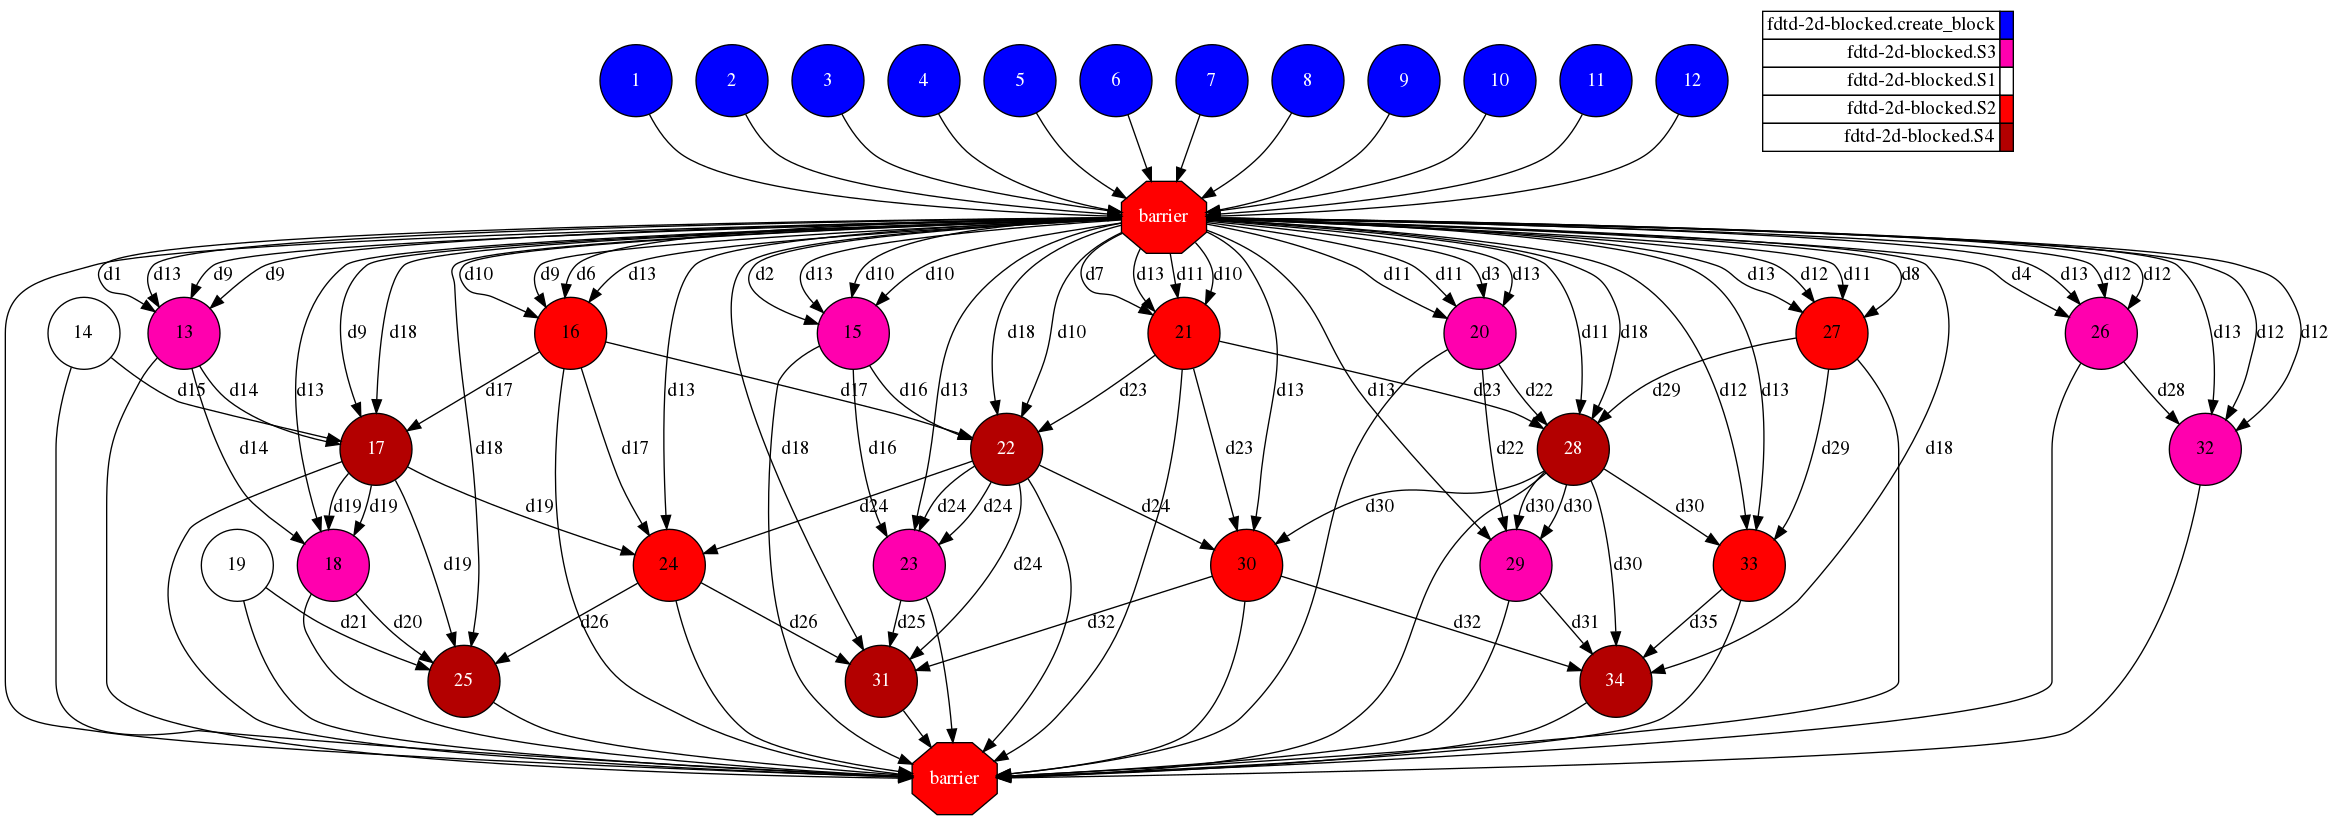 fdtd-2d-blocked.create_block
fdtd-2d-blocked.S3
fdtd-2d-blocked.S1
fdtd-2d-blocked.S2
fdtd-2d-blocked.S4
1 2 3 4 5 6 7 8 9 10 11 12
barrier
d1 d13 d9 d9 d10 d9 d6 d13 d2 d13 d10 d10 d7 d13 d11 d10 d11 d11 d3 d13 d13 d12 d11 d8 d4 d13 d12 d12
14 13 16 15 21 20 27 26
d9 d18 d18 d10 d11 d18 d13 d12 d12
d15 d14 d13 d17 d17 d13 d16 d13 d23 d13 d13 d23 d22 d29 d12 d13 d28
17 22 28 32
d14 d18 d17 d18 d16 d23 d22 d29 d18
d19 d19 d19 d24 d24 d24 d24 d30 d30 d30 d30
19 18 24 23 30 29 33
d19 d24 d30
d21 d20 d26 d26 d25 d32 d32 d31 d35
25 31 34
barrier